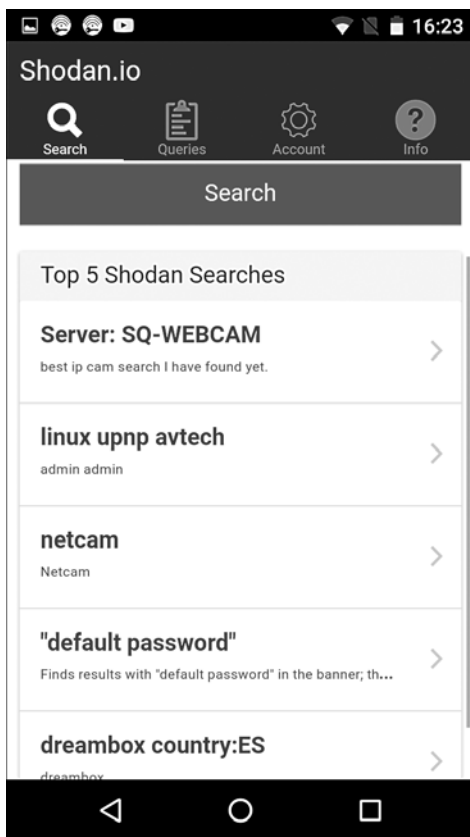 16:23
Shodan.io
Search Queries Account Info
Search
Top 5 Shodan Searches
Server: SQ-WEBCAM
best ip cam search I have found yet.
linux upnp avtech
admin admin
netcam
Netcam
"default password"
Finds results with "default password" in the banner; th...
dreambox country:ES
dreambox